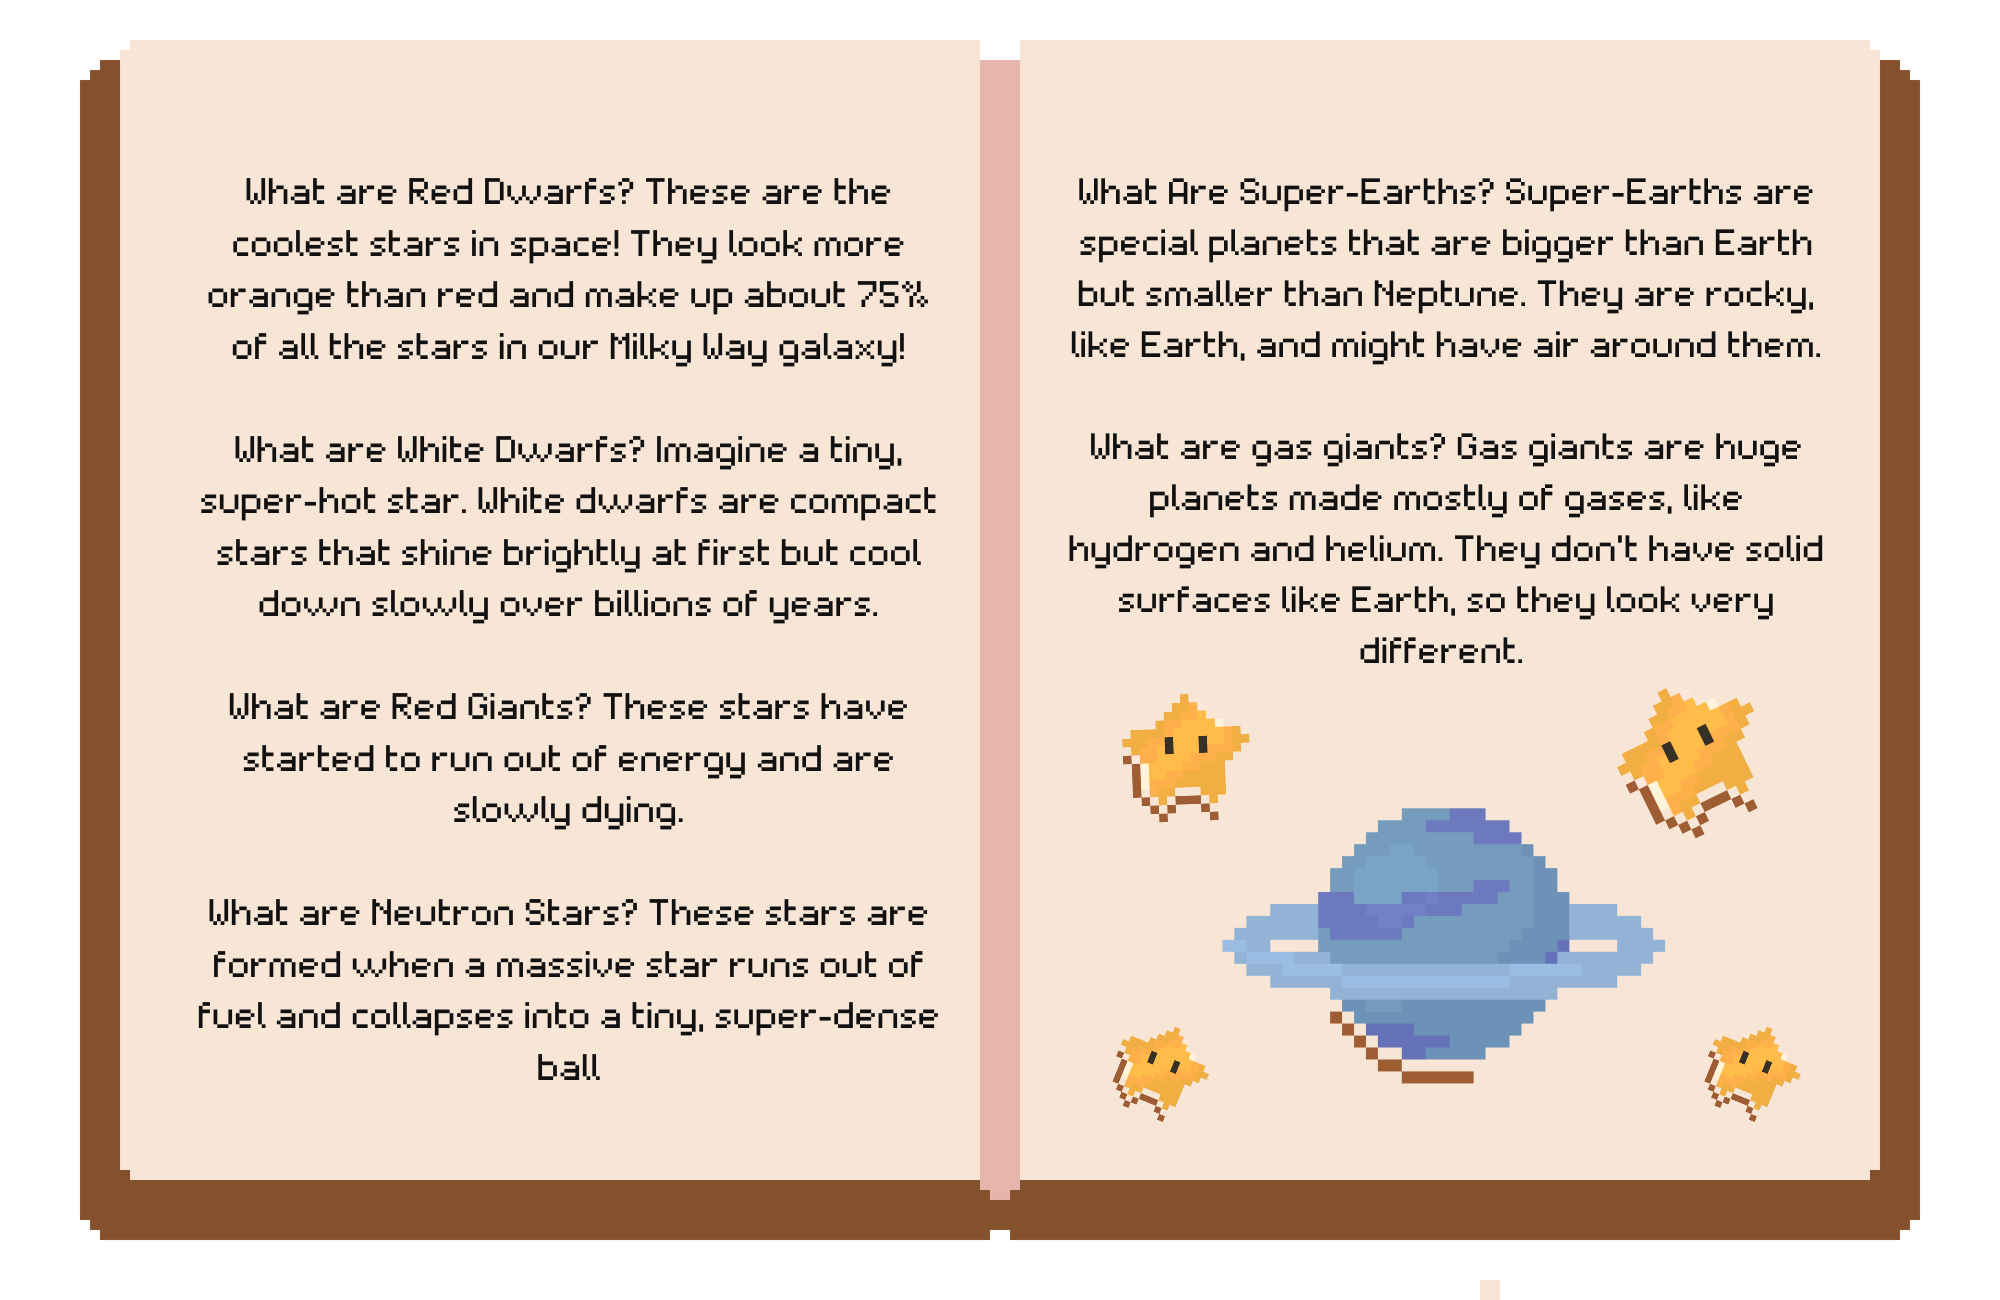 What are Red Dwarfs? These are the
coolest stars in space! They look more
orange than red and make up about 75%
of all the stars in our Milky Way galaxy!
What are White Dwarfs? Imagine a tiny,
super-hot star. White dwarfs are compact
stars that shine brightly at first but cool
down slowly over billions of years.
What are Red Giants? These stars have
started to run out of energy and are
slowly dying.
What are Neutron Stars? These stars are
formed when a massive star runs out of
fuel and collapses into a tiny, super-dense
ball
What Are Super-Earths? Super-Earths are
special planets that are bigger than Earth
but smaller than Neptune. They are rocky,
like Earth, and might have air around them.
What are gas giants? Gas giants are huge
planets made mostly of gases, like
hydrogen and helium. They don't have solid
surfaces like Earth, so they look very
different.